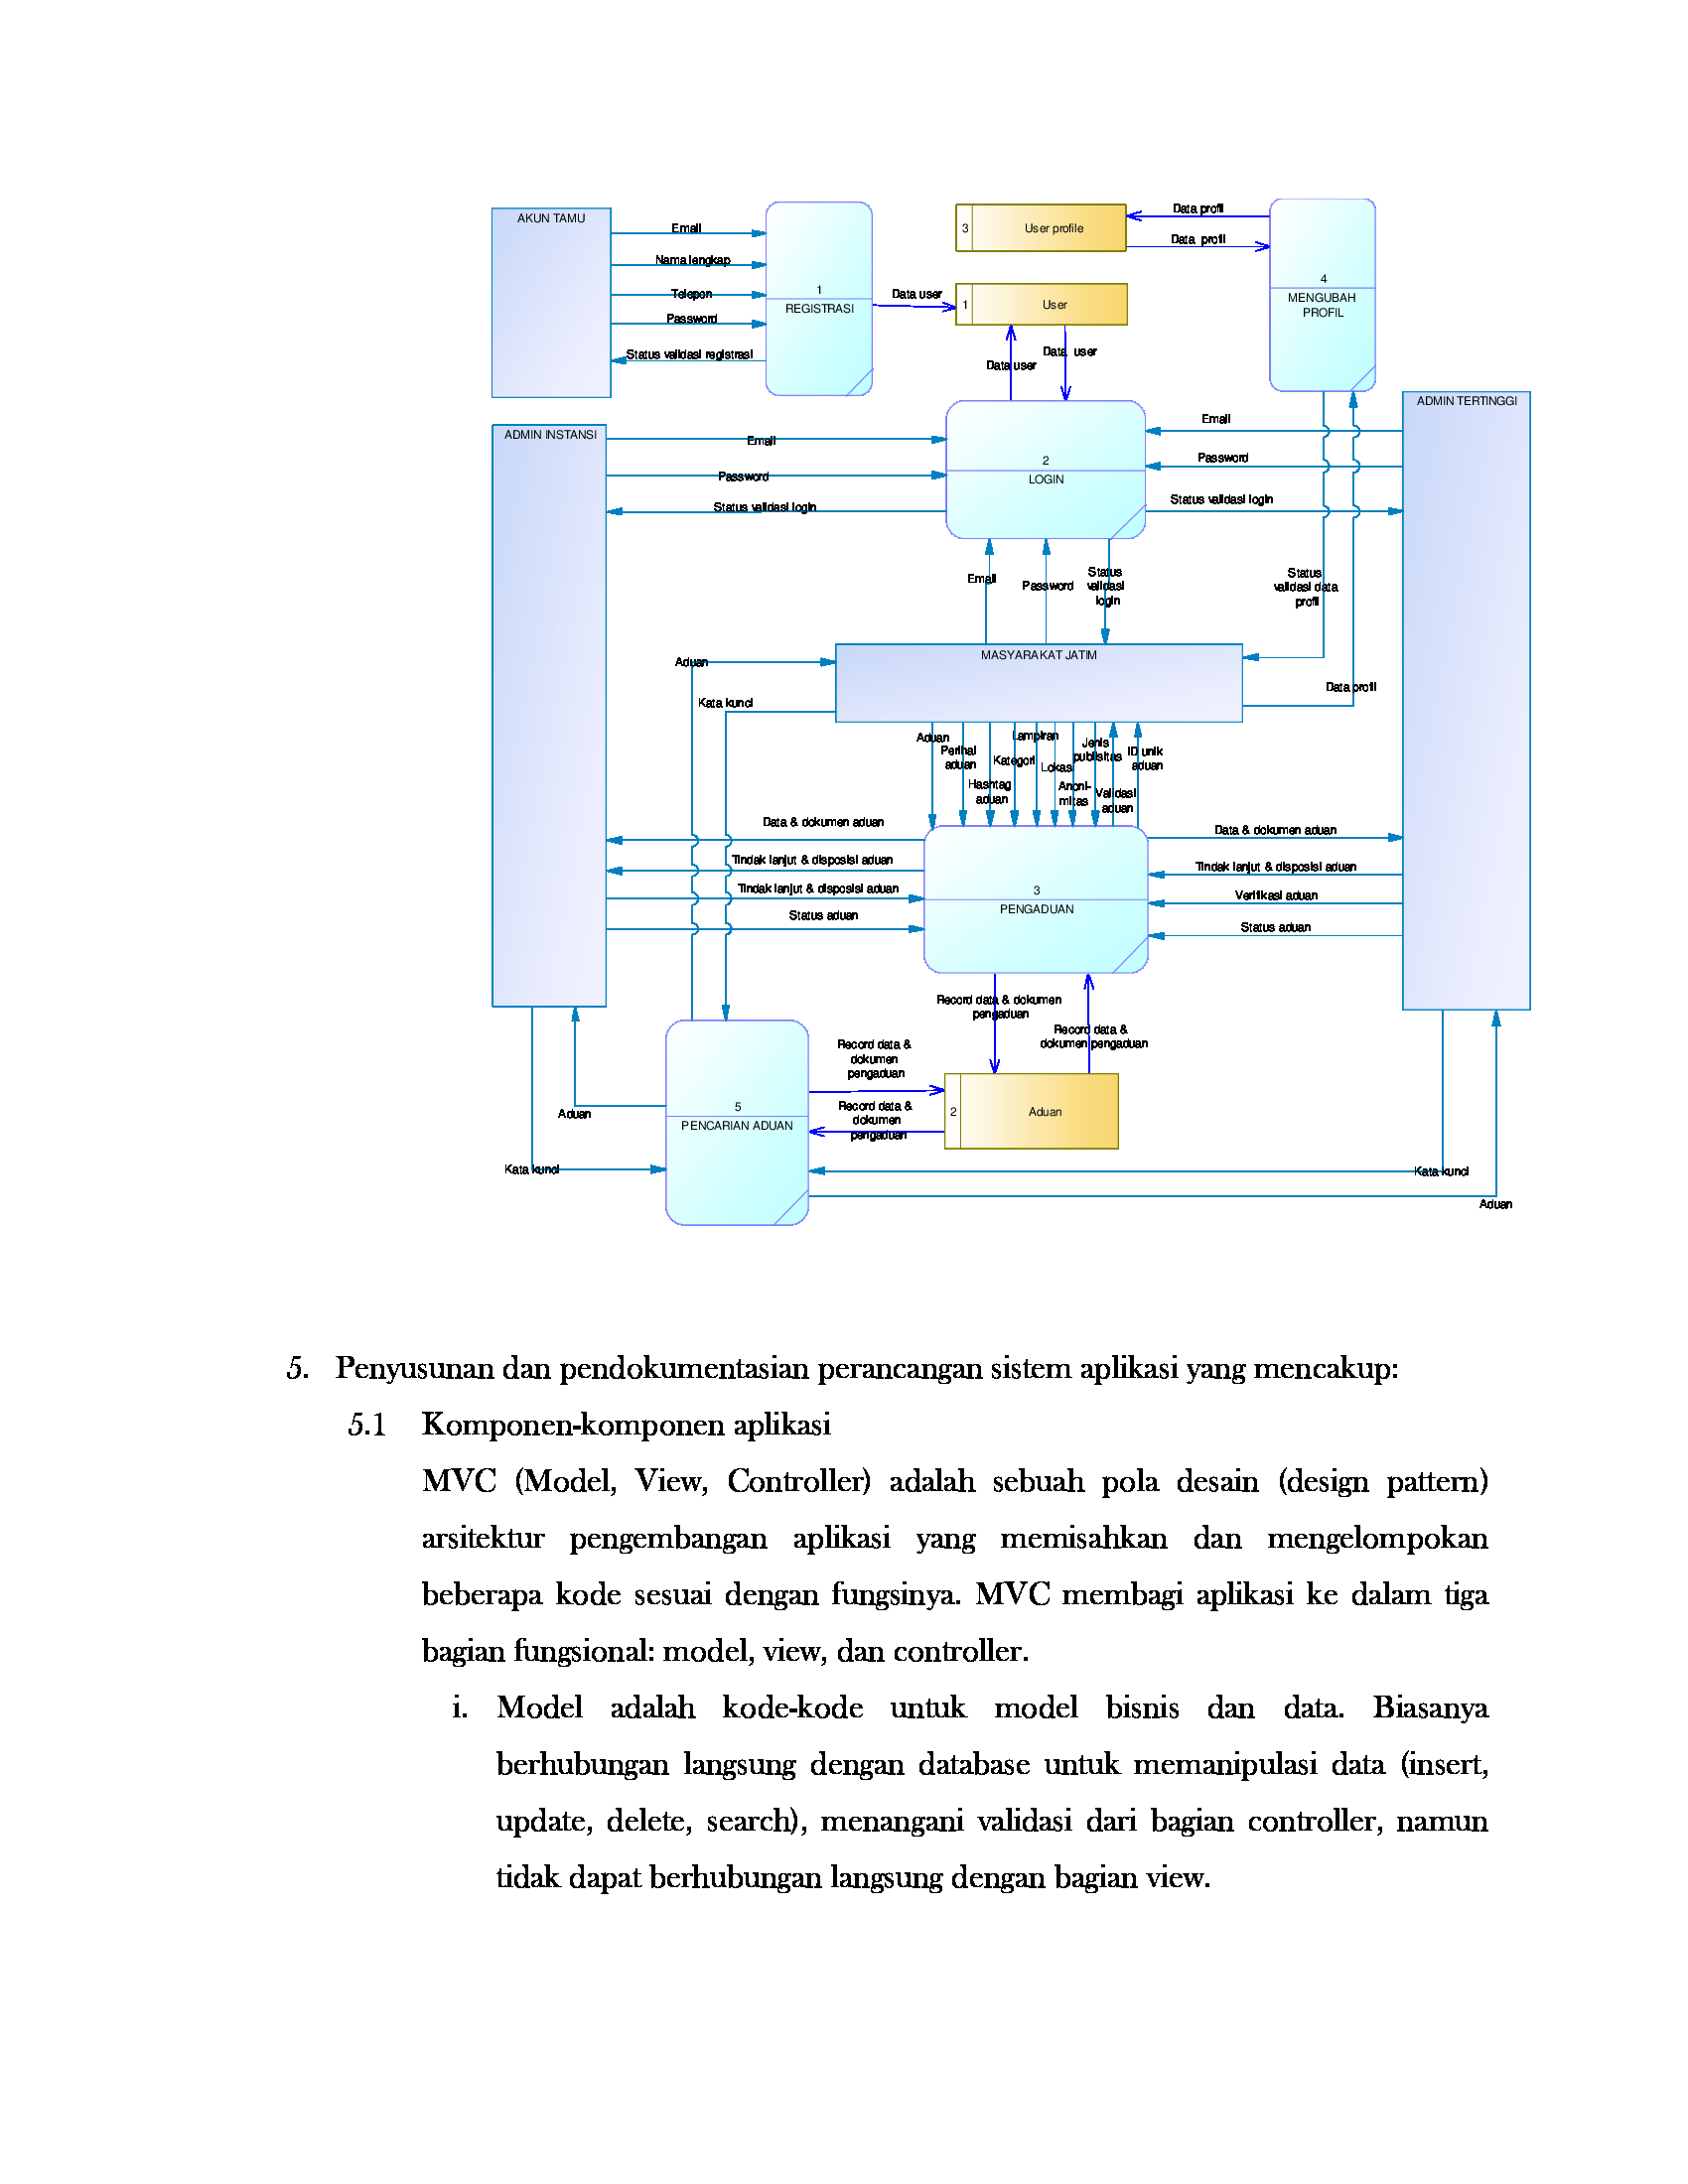 AKUN TAMU
Email
Nama lengkap
Telepon
Password
Status validasi registrasi
1
REGISTRASI
Data user
3
User profile
Data profil
Data profil
4
MENGUBAH
PROFIL
1
User
Data user
Data user
ADMIN INSTANSI
Email
Password
Status validasi login
2
LOGIN
Email
Password
Status validasi login
ADMIN TERTINGGI
Email
Password
Status
validasi
login
Status
validasi data
profil
Aduan
MASYARAKAT JATIM
Kata kunci
Data profil
Aduan
Perihal
aduan
Hashtag
aduan
Kategori
Lampiran
Lokasi
Anoni-
mitas
Jenis
publisitas
Validasi
aduan
ID unik
aduan
Data & dokumen aduan
Tindak lanjut & disposisi aduan
Tindak lanjut & disposisi aduan
Status aduan
3
PENGADUAN
Data & dokumen aduan
Tindak lanjut & disposisi aduan
Verifikasi aduan
Status aduan
Record data & dokumen
pengaduan
Record data &
dokumen pengaduan
Record data &
dokumen
pengaduan
Record data &
dokumen
pengaduan
5
PENCARIAN ADUAN
2
Aduan
Aduan
Kata kunci
Kata kunci
Aduan
5. Penyusunan dan pendokumentasian perancangan sistem aplikasi yang mencakup:
5.1 Komponen-komponen aplikasi
MVC (Model, View, Controller) adalah sebuah pola desain (design pattern)
arsitektur pengembangan aplikasi yang memisahkan dan mengelompokan
beberapa kode sesuai dengan fungsinya. MVC membagi aplikasi ke dalam tiga
bagian fungsional: model, view, dan controller.
i. Model adalah kode-kode untuk model bisnis dan data. Biasanya
berhubungan langsung dengan database untuk memanipulasi data (insert,
update, delete, search), menangani validasi dari bagian controller, namun
tidak dapat berhubungan langsung dengan bagian view.